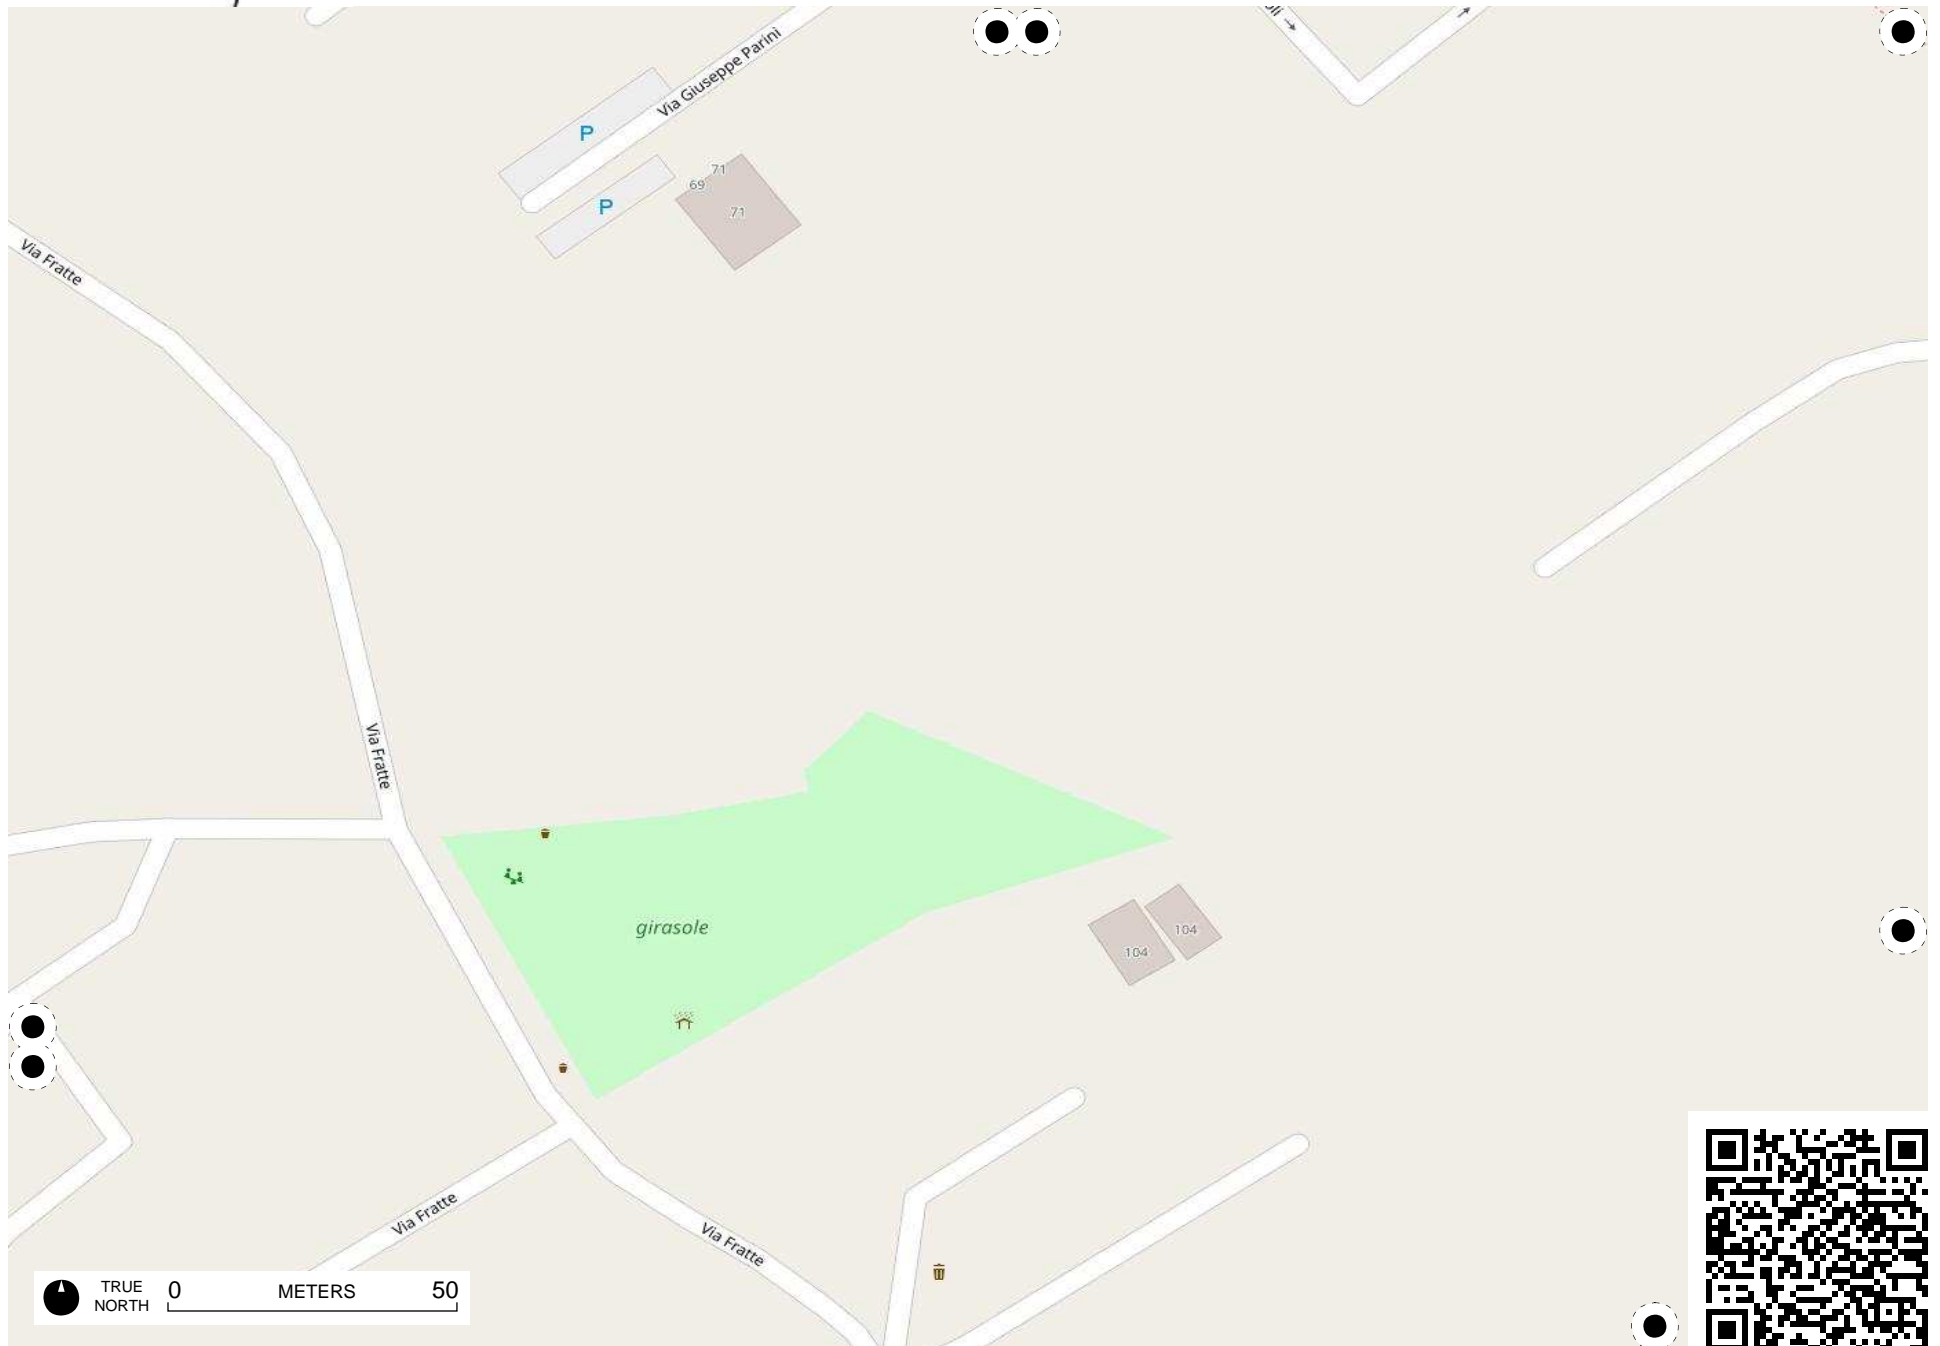 Via Giuseppe Parini
P
71
69
71
P
Via Fratte
Via Fratte
girasole
104
104
Via Fratte
Via Fratte
TRUE
NORTH
0 METERS 50